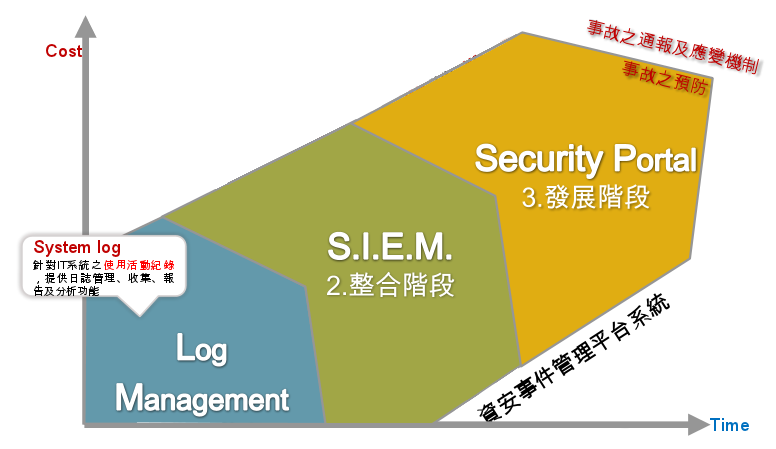 Cost
事故之通報及應變機制
事故之預防
Security Portal
3.發展階段
S.I.E.M.
2.整合階段
System log
針對IT系統之使用活動紀錄
，提供日誌管理、收集、報
告及分析功能
Log
Management
資安事件管理平台系統
Time